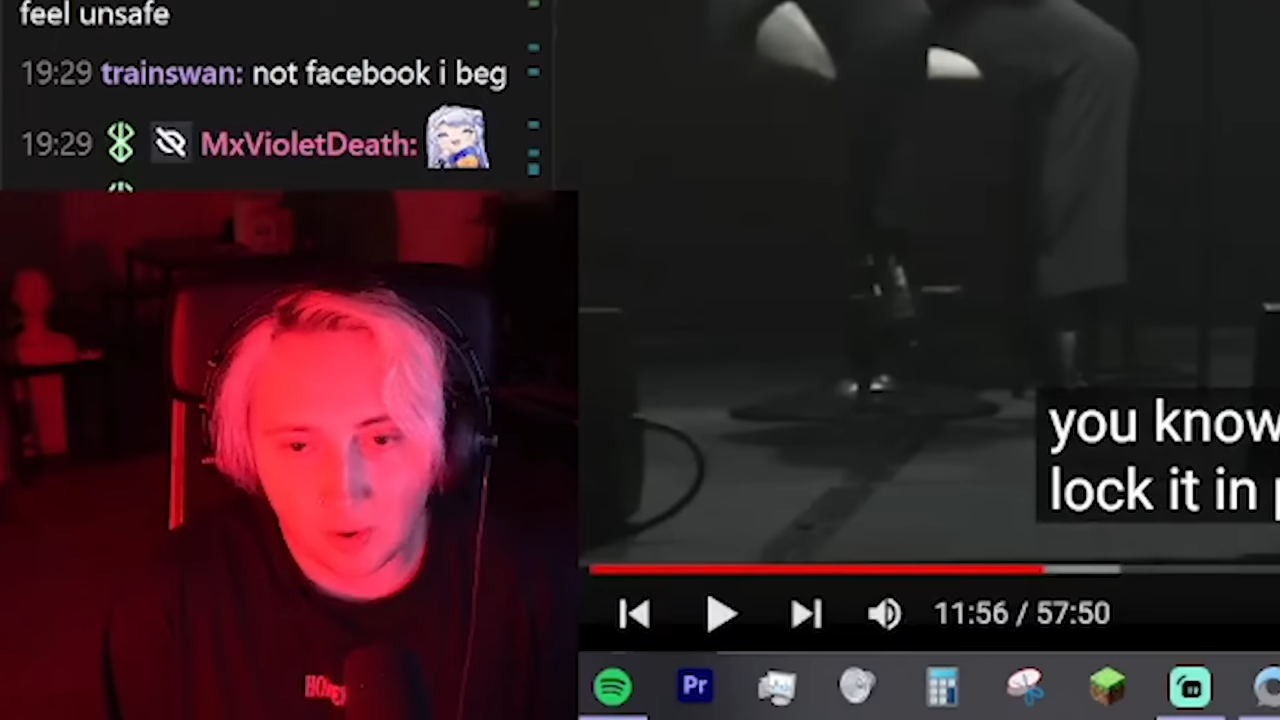 feel unsafe
19:29 trainswan: not facebook i beg
19:29 MxVioletDeath:
you know
lock it in
11:56 / 57:50
Pr